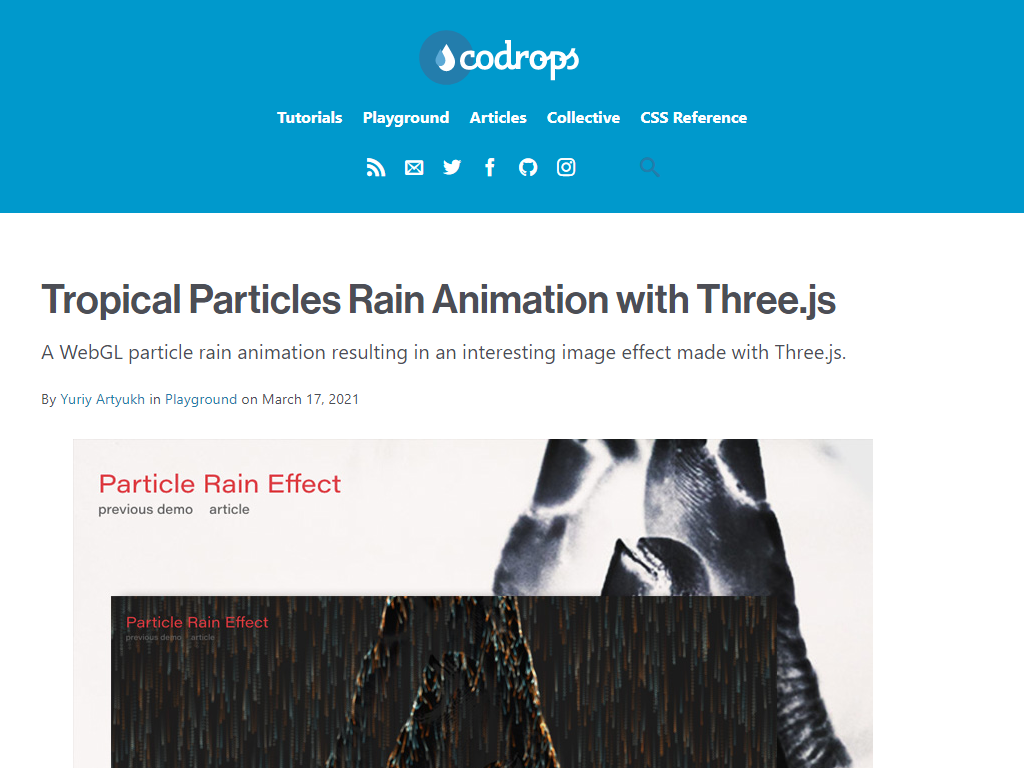 codrops
Tutorials Playground Articles Collective CSS Reference
Tropical Particles Rain Animation with Three.js
A WebGL particle rain animation resulting in an interesting image effect made with Three.js.
By Yuriy Artyukh in Playground on March 17, 2021
Particle Rain Effect
previous demo article
Particle Rain Effect
previous demo article